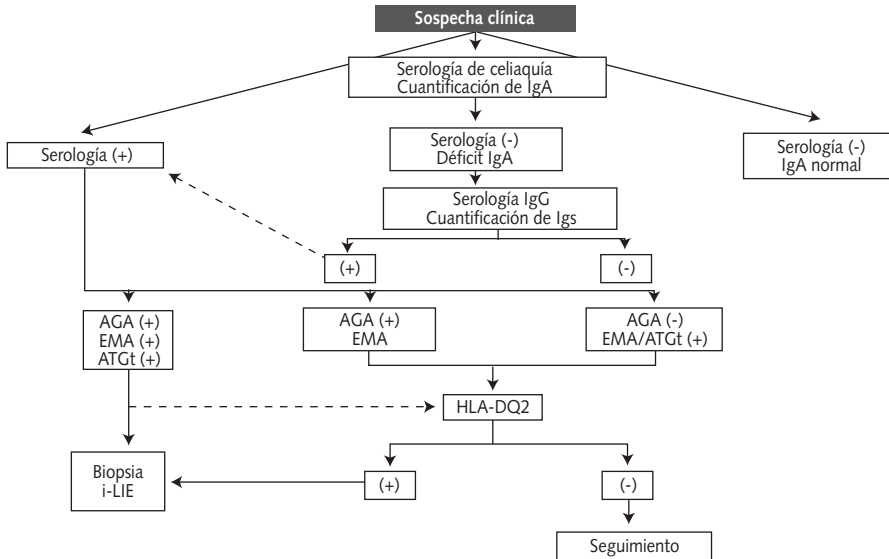 Sospecha clínica
Serología de celiaquía
Cuantificación de IgA
Serología (+)
Serología (-)
Déficit IgA
Serología (-)
IgA normal
Serología IgG
Cuantificación de Igs
(+)
(-)
AGA (+)
EMA (+)
ATGt (+)
AGA (+)
EMA
AGA (-)
EMA/ATGt (+)
HLA-DQ2
Biopsia
i-LIE
(+)
(-)
Seguimiento